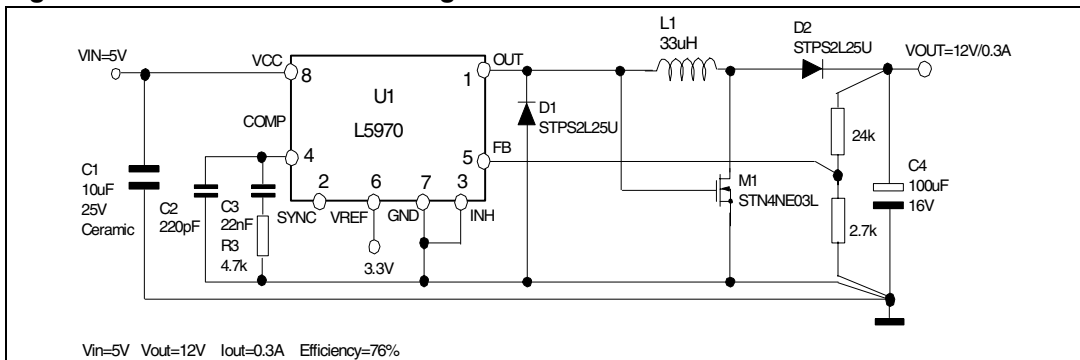 L1
33uH
D2
STPS2L25U
VIN=5V
VCC
8
1
OUT
VOUT=12V/0.3A
U1
L5970
D1
STPS2L25U
24k
COMP
4
5
FB
C1
10uF
25V
Ceramic
C2
220pF
C3
22nF
R3
4.7k
2
6
7
3
SYNC
VREF
GND
INH
3.3V
M1
STN4NE03L
C4
100uF
16V
2.7k
Vin=5V Vout=12V Iout=0.3A Efficiency=76%